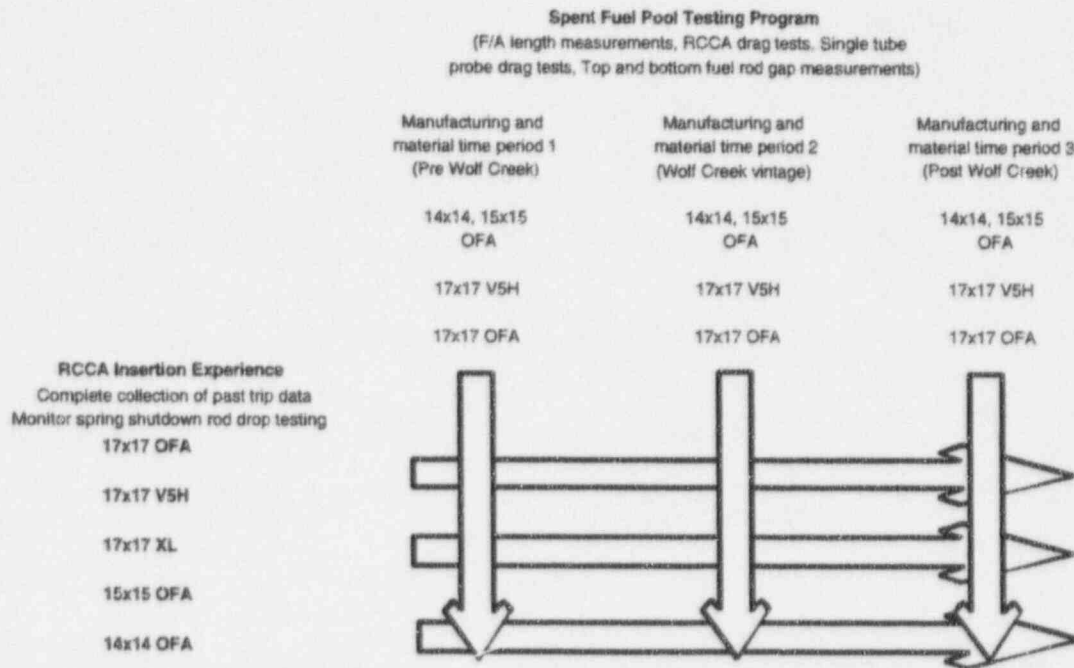 Spent Fuel Pool Testing Program
(F/A length measurements, RCCA drag tests, Single tube
probe drag tests, Top and bottom fuel rod gap measurements)
Manufacturing and
material time period 1
(Pre Wolf Creek)
14x14, 15x15
OFA
17x17 V5H
17x17 OFA
Manufacturing and
material time period 2
(Wolf Creek vintage)
14x14, 15x15
OFA
17x17 V5H
17x17 OFA
Manufacturing and
material time period 3
(Post Wolf Creek)
14x14, 15x15
OFA
17x17 V5H
17x17 OFA
RCCA Insertion Experience
Complete collection of past trip data
Monitor spring shutdown rod drop testing
17x17 OFA
17x17 V5H
17x17 XL
15x15 OFA
14x14 OFA